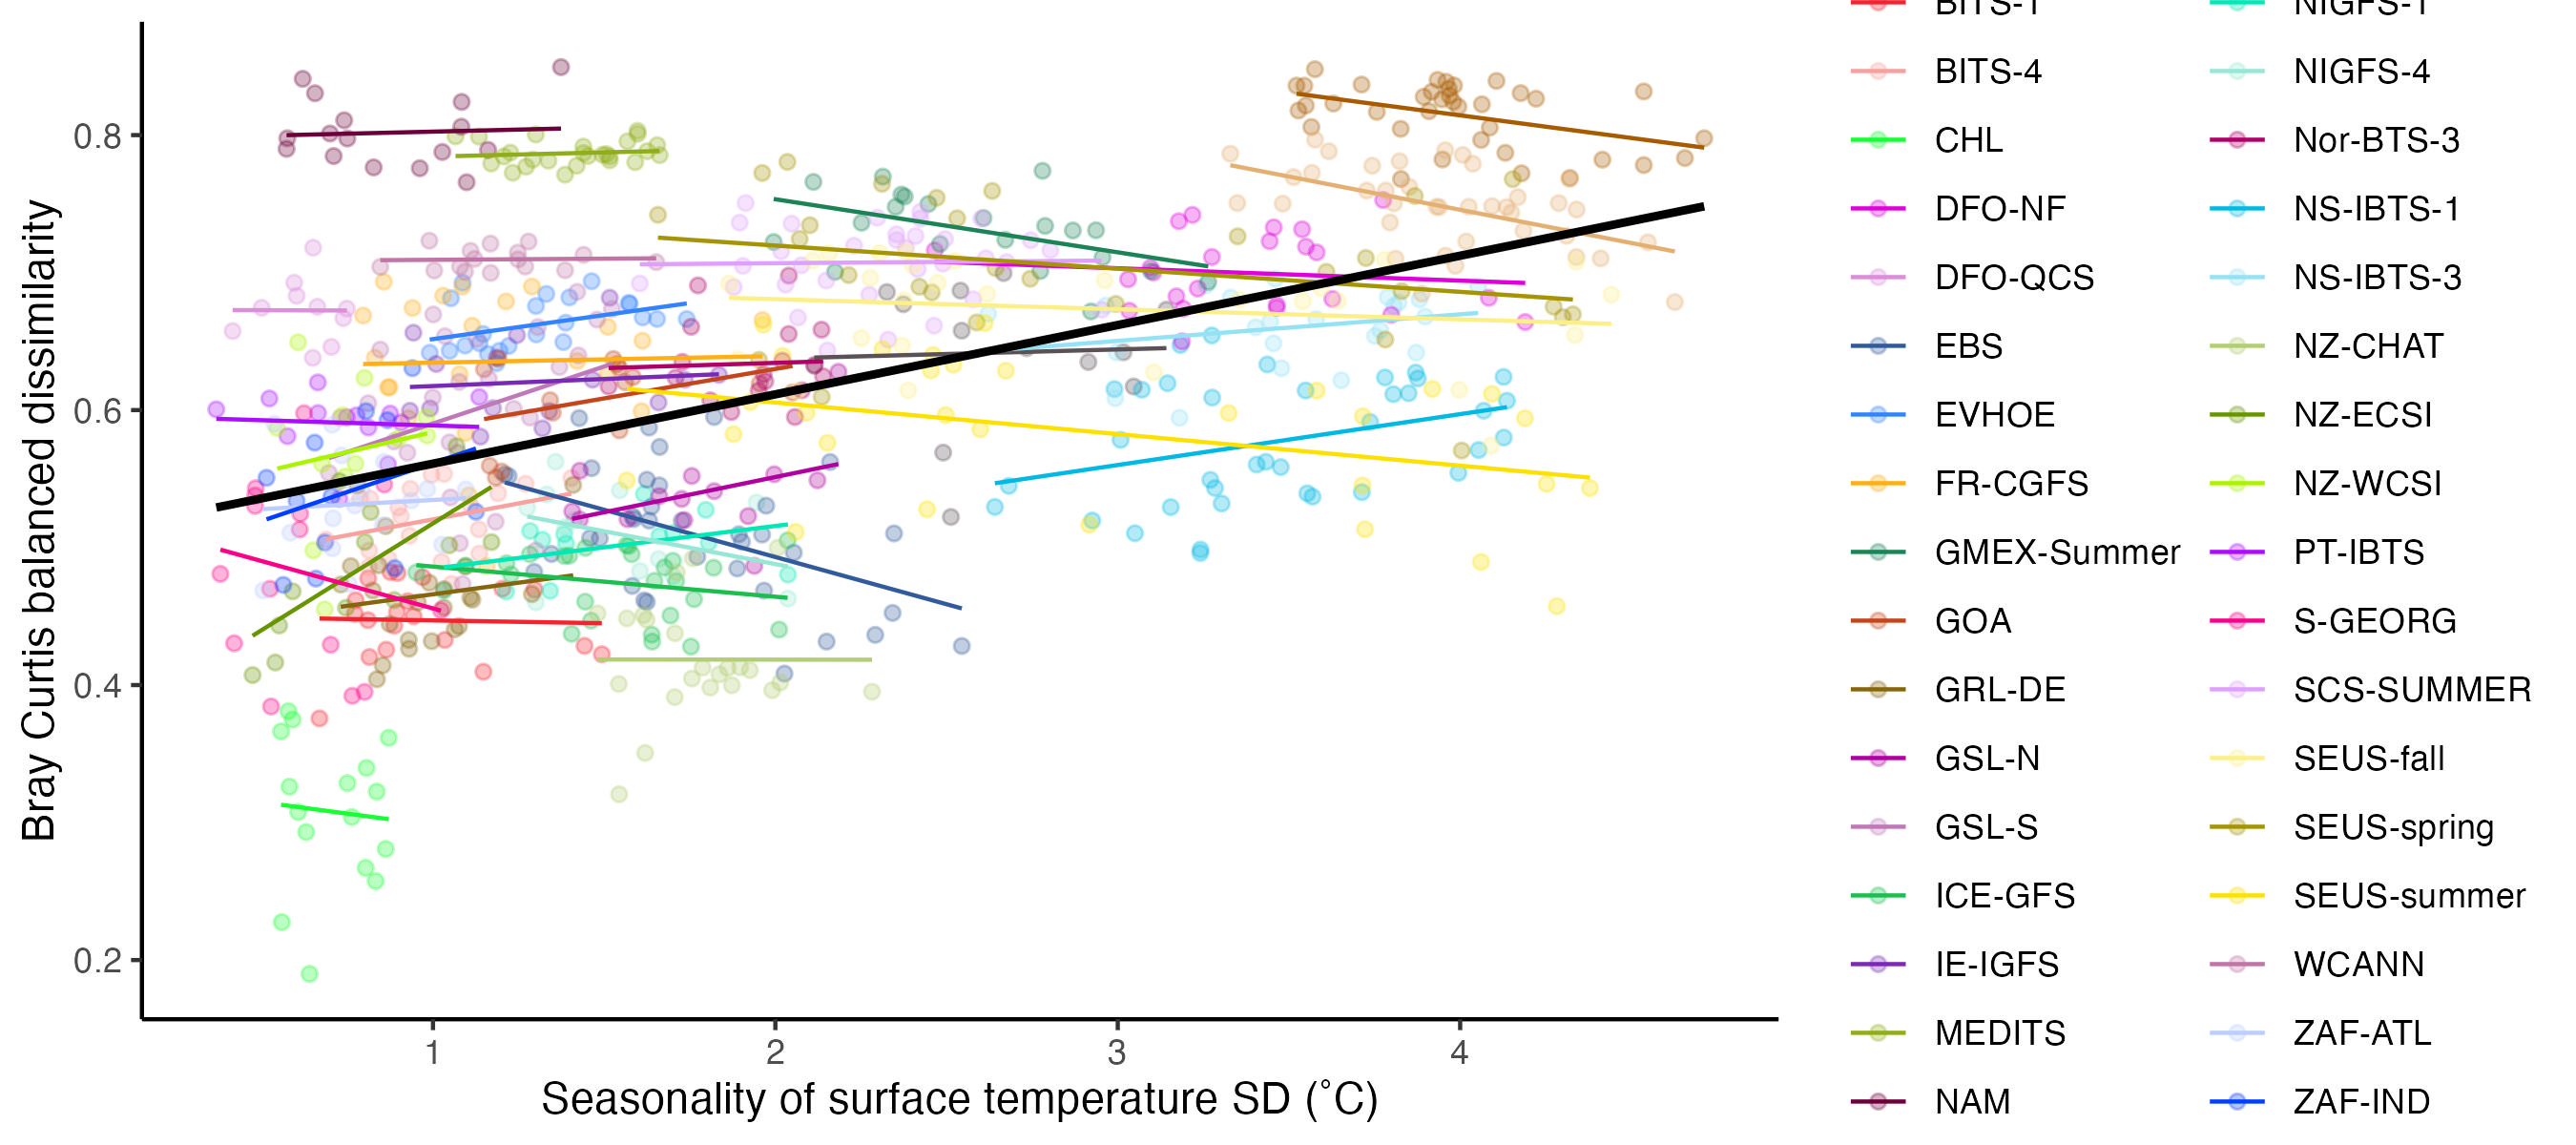 BITS-1 NIGFS-1
BITS-4 NIGFS-4
CHL Nor-BTS-3
DFO-NF NS-IBTS-1
DFO-QCS NS-IBTS-3
EBS NZ-CHAT
EVHOE NZ-ECSI
FR-CGFS NZ-WCSI
GMEX-Summer PT-IBTS
GOA S-GEORG
GRL-DE SCS-SUMMER
GSL-N SEUS-fall
GSL-S SEUS-spring
ICE-GFS SEUS-summer
IE-IGFS WCANN
MEDITS ZAF-ATL
NAM ZAF-IND
0.8
0.6
0.4
0.2
Bray Curtis balanced dissimilarity
1 2 3 4
Seasonality of surface temperature SD (˚C)